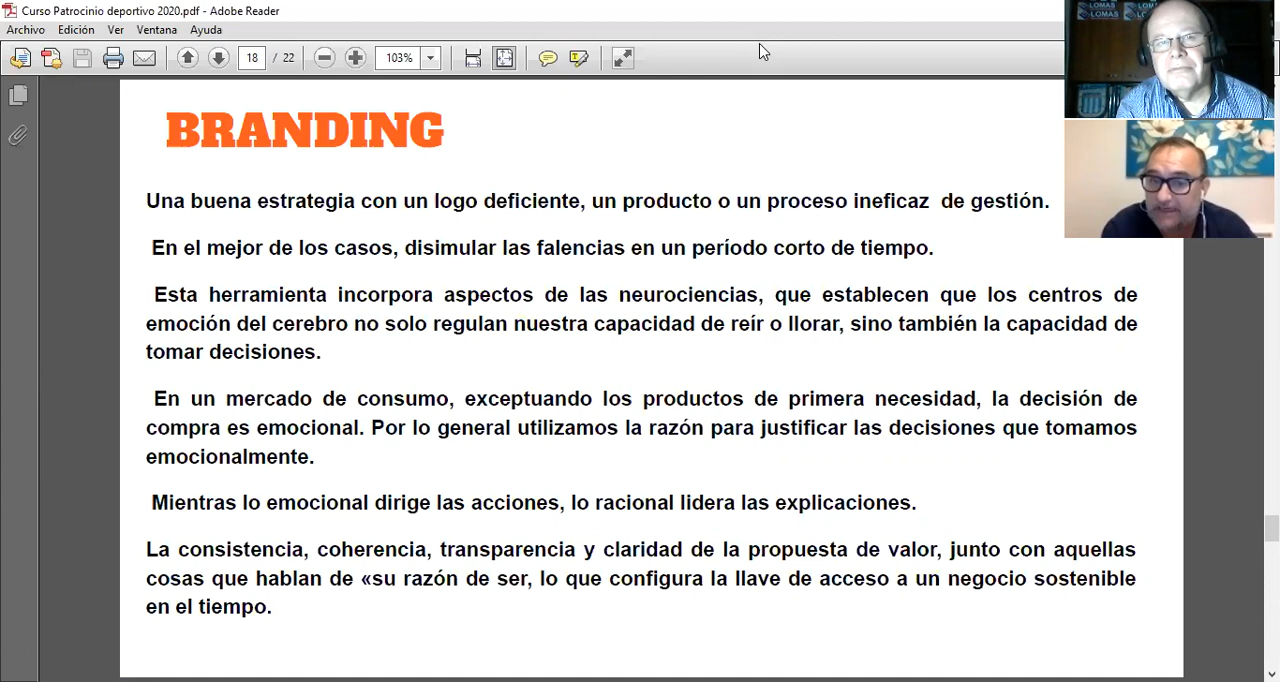 Curso Patrocinio deportivo 2020.pdf - Adobe Reader
Archivo Edición Ver Ventana Ayuda
18 / 22 103%
LOMAS
LOMAS
BRANDING
Una buena estrategia con un logo deficiente, un producto o un proceso ineficaz de gestión.
En el mejor de los casos, disimular las falencias en un período corto de tiempo.
Esta herramienta incorpora aspectos de las neurociencias, que establecen que los centros de
emoción del cerebro no solo regulan nuestra capacidad de reír o llorar, sino también la capacidad de
tomar decisiones.
En un mercado de consumo, exceptuando los productos de primera necesidad, la decisión de
compra es emocional. Por lo general utilizamos la razón para justificar las decisiones que tomamos
emocionalmente.
Mientras lo emocional dirige las acciones, lo racional lidera las explicaciones.
La consistencia, coherencia, transparencia y claridad de la propuesta de valor, junto con aquellas
cosas que hablan de «su razón de ser, lo que configura la llave de acceso a un negocio sostenible
en el tiempo.